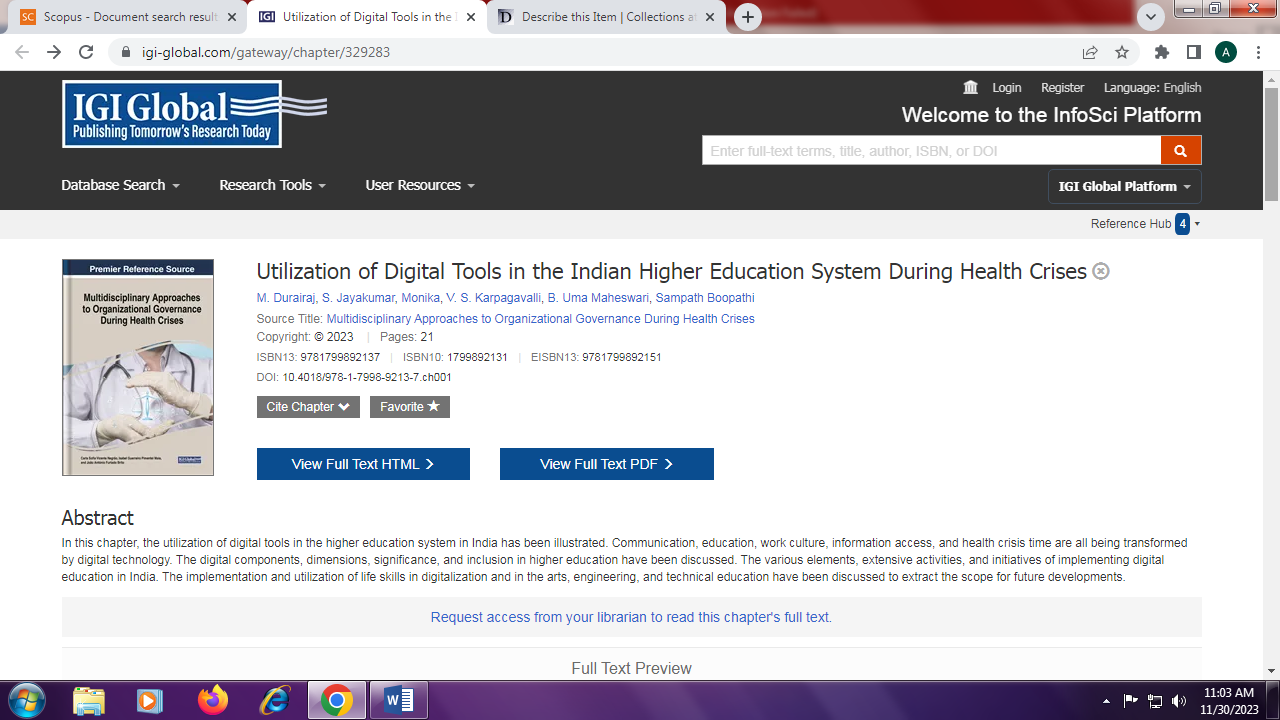 Scopus - Document search result
Utilization of Digital Tools in the I
Describe this Item | Collections a
igi-global.com/gateway/chapter/329283
A
Login Register Language: English
IGI Global
Publishing Tomorrow's Research Today
Welcome to the InfoSci Platform
Enter full-text terms, title, author, ISBN, or DOI
Database Search Research Tools User Resources
IGI Global Platform
Reference Hub 4
Premier Reference Source
Multidisciplinary Approaches
to Organizational Governance
During Health Crises
Utilization of Digital Tools in the Indian Higher Education System During Health Crises
M. Durairaj, S. Jayakumar, Monika, V. S. Karpagavalli, B. Uma Maheswari, Sampath Boopathi
Source Title: Multidisciplinary Approaches to Organizational Governance During Health Crises
Copyright: © 2023 | Pages: 21
ISBN13: 9781799892137 | ISBN10: 1799892131 | EISBN13: 9781799892151
DOI: 10.4018/978-1-7998-9213-7.ch001
Cite Chapter Favorite
View Full Text HTML View Full Text PDF
Abstract
In this chapter, the utilization of digital tools in the higher education system in India has been illustrated. Communication, education, work culture, information access, and health crisis time are all being transformed
by digital technology. The digital components, dimensions, significance, and inclusion in higher education have been discussed. The various elements, extensive activities, and initiatives of implementing digital
education in India. The implementation and utilization of life skills in digitalization and in the arts, engineering, and technical education have been discussed to extract the scope for future developments.
Request access from your librarian to read this chapter's full text.
Full Text Preview
11:03 AM
11/30/2023